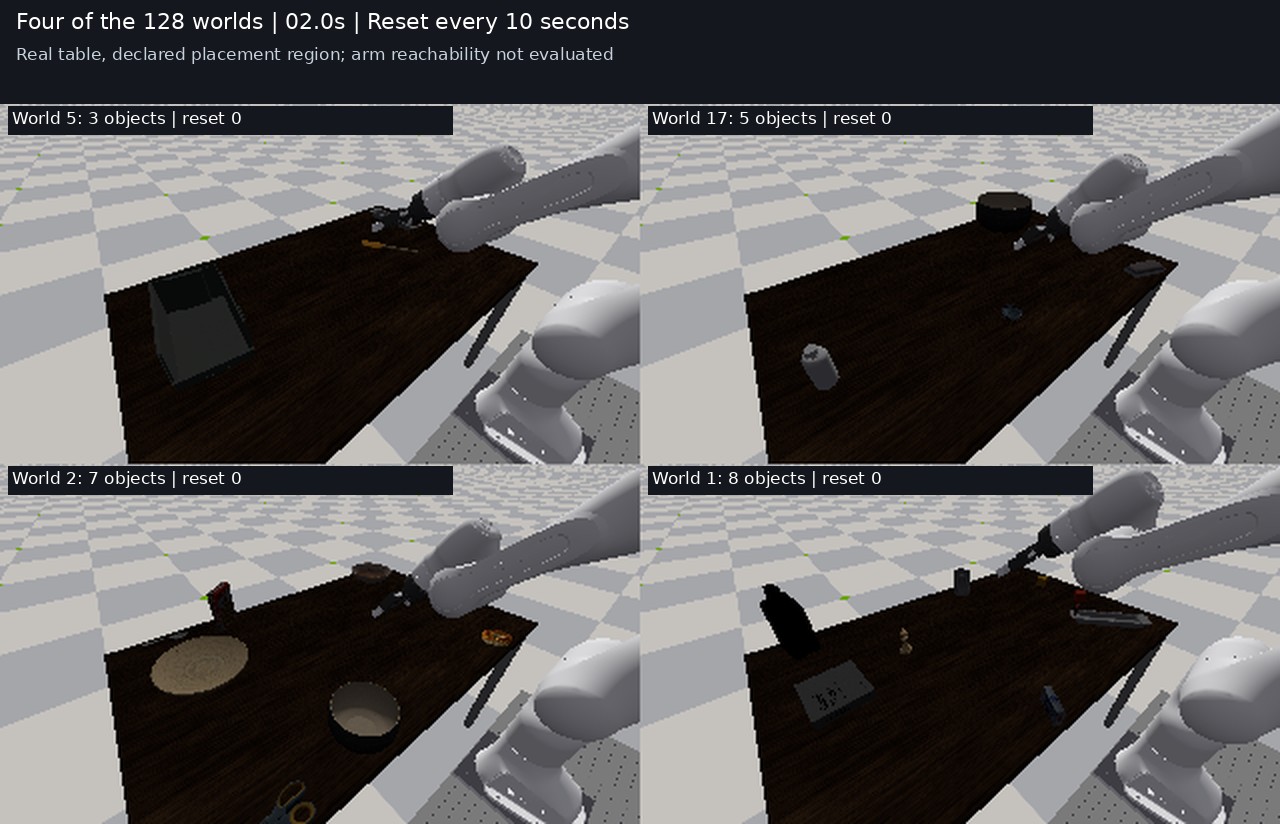 Four of the 128 worlds | 02.0s | Reset every 10 seconds
Real table, declared placement region; arm reachability not evaluated
World 5: 3 objects | reset 0
World 17: 5 objects | reset 0
World 2: 7 objects | reset 0
World 1: 8 objects | reset 0